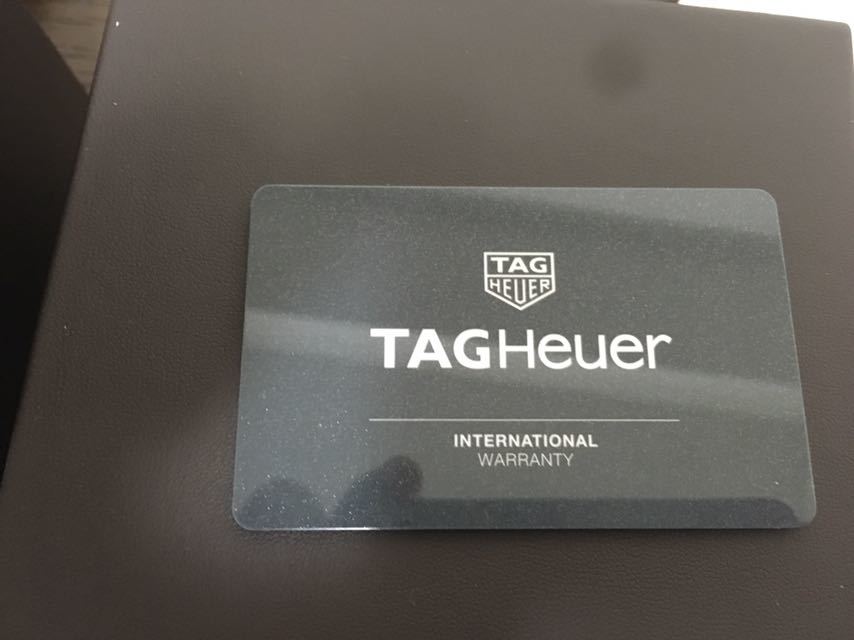 TAG
HEUER
TAGHeuer
INTERNATIONAL
WARRANTY